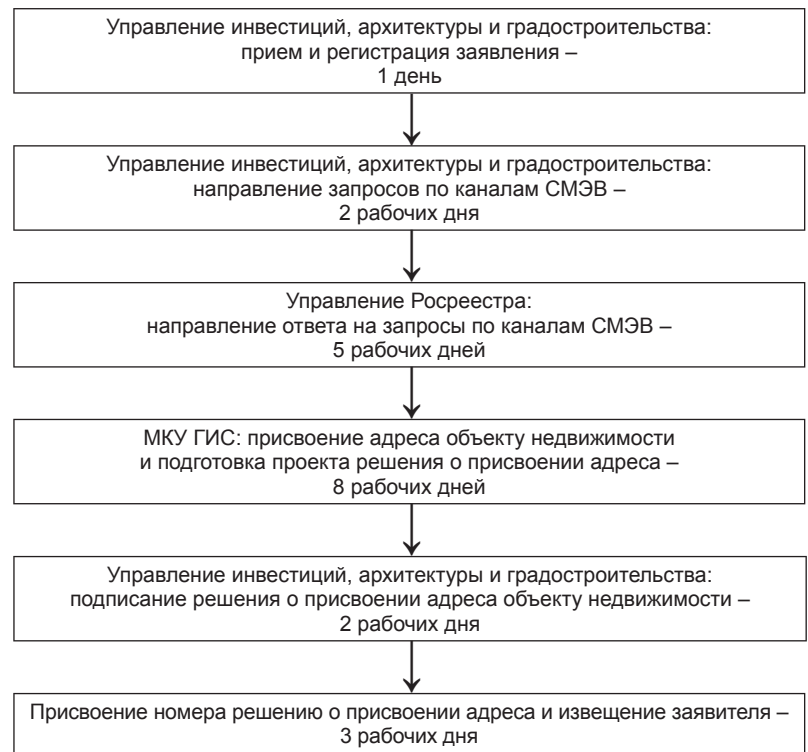 Управление инвестиций, архитектуры и градостроительства:
прием и регистрация заявления –
1 день
Управление инвестиций, архитектуры и градостроительства:
направление запросов по каналам СМЭВ –
2 рабочих дня
Управление Росреестра:
направление ответа на запросы по каналам СМЭВ –
5 рабочих дней
МКУ ГИС: присвоение адреса объекту недвижимости
и подготовка проекта решения о присвоении адреса –
8 рабочих дней
Управление инвестиций, архитектуры и градостроительства:
подписание решения о присвоении адреса объекту недвижимости –
2 рабочих дня
Присвоение номера решению о присвоении адреса и извещение заявителя –
3 рабочих дня